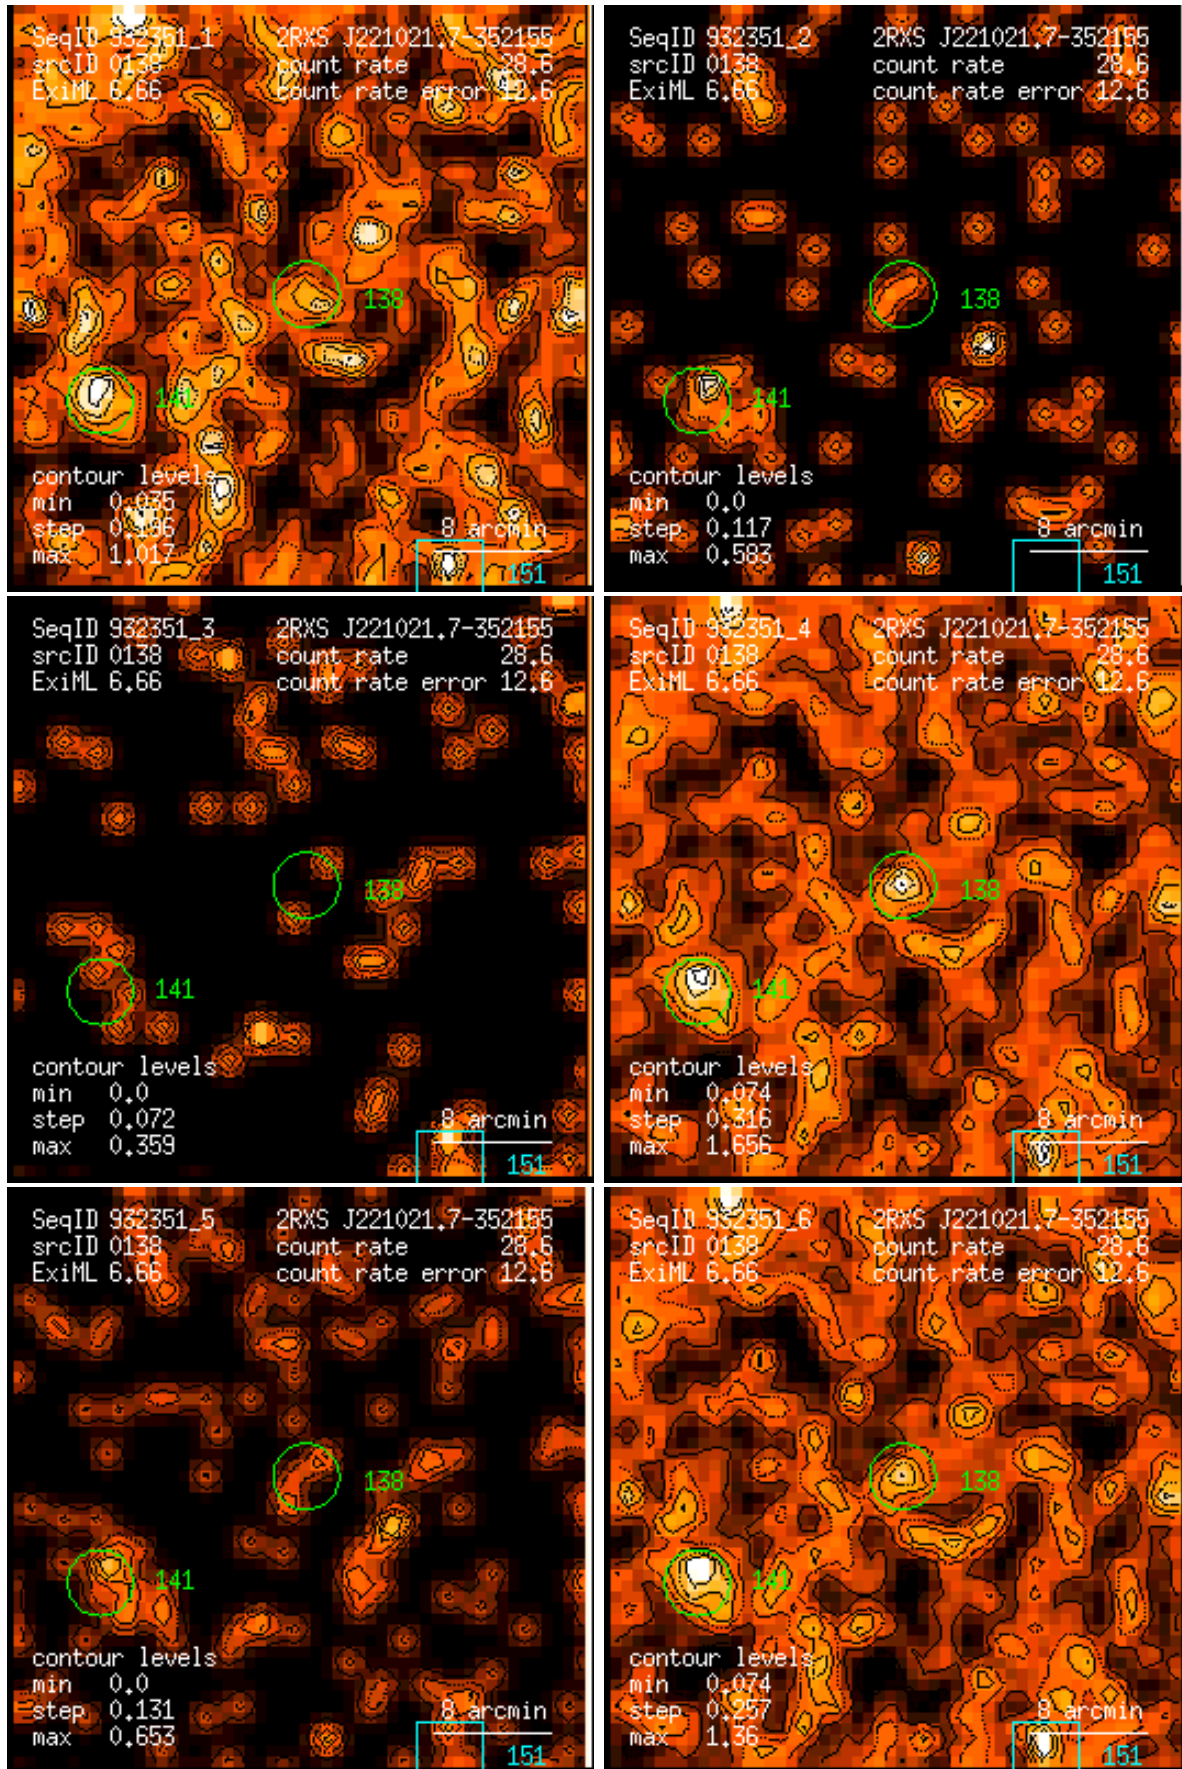 SeqID 932351_1 2RXS J221021.7-352155
srcID 0138 count rate 28.6
ExiML 6.66 count rate error 12.6
138
141
contour levels
min 0.035
step 0.196
max 1.017
8 arcmin
151
SeqID 932351_2 2RXS J221021.7-352155
srcID 0138 count rate 28.6
ExiML 6.66 count rate error 12.6
138
141
contour levels
min 0.0
step 0.117
max 0.583
8 arcmin
151
SeqID 932351_3 2RXS J221021.7-352155
srcID 0138 count rate 28.6
ExiML 6.66 count rate error 12.6
138
141
contour levels
min 0.0
step 0.072
max 0.359
8 arcmin
151
SeqID 932351_4 2RXS J221021.7-352155
srcID 0138 count rate 28.6
ExiML 6.66 count rate error 12.6
138
141
contour levels
min 0.074
step 0.316
max 1.656
8 arcmin
151
SeqID 932351_5 2RXS J221021.7-352155
srcID 0138 count rate 28.6
ExiML 6.66 count rate error 12.6
138
141
contour levels
min 0.0
step 0.131
max 0.653
8 arcmin
151
SeqID 932351_6 2RXS J221021.7-352155
srcID 0138 count rate 28.6
ExiML 6.66 count rate error 12.6
138
141
contour levels
min 0.074
step 0.257
max 1.36
8 arcmin
151